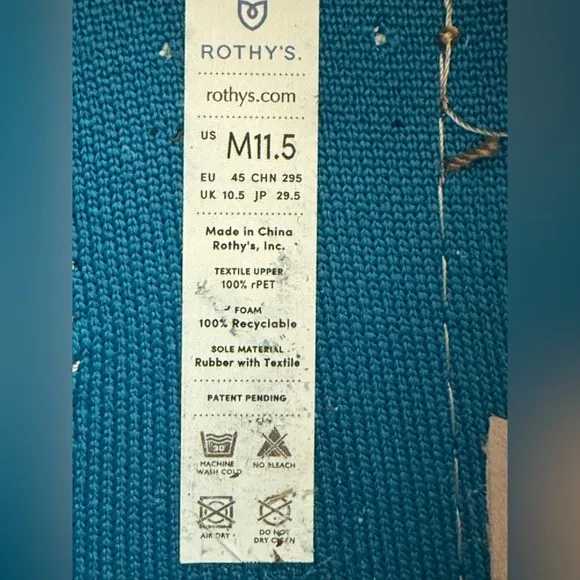 ROTHY'S.
rothys.com
US M11.5
EU 45 CHN 295
UK 10.5 JP 29.5
Made in China
Rothy's, Inc.
TEXTILE UPPER
100% rPET
FOAM
100% Recyclable
SOLE MATERIAL
Rubber with Textile
PATENT PENDING
30°
MACHINE WASH COLD
NO BLEACH
AIR DRY
DO NOT DRY CLEAN